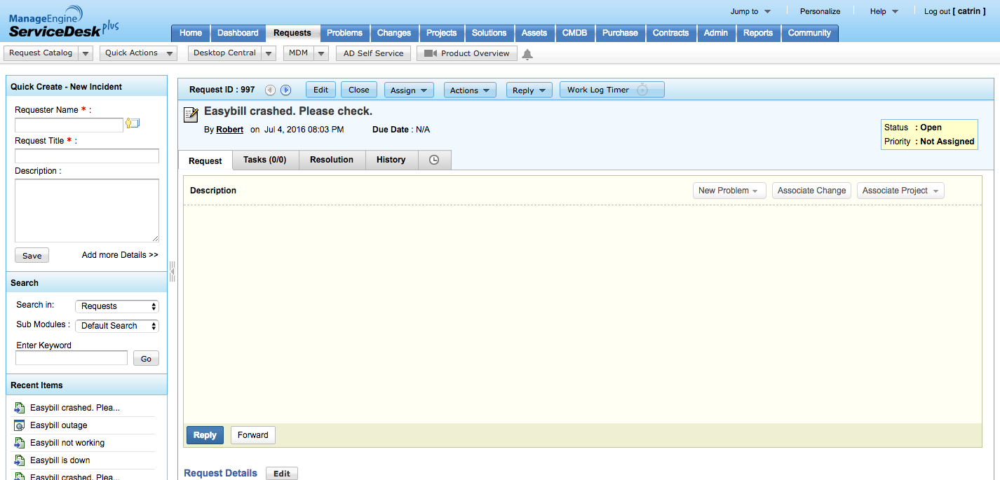 Jump to Personalize Help Log out [ catrin ]
ManageEngine
ServiceDesk plus
Home Dashboard Requests Problems Changes Projects Solutions Assets CMDB Purchase Contracts Admin Reports Community
Request Catalog Quick Actions Desktop Central MDM AD Self Service Product Overview
Quick Create - New Incident
Requester Name * :
Request Title * :
Description :
Save Add more Details >>
Search
Search in: Requests
Sub Modules : Default Search
Enter Keyword
Go
Recent Items
Easybill crashed. Plea...
Easybill outage
Easybill not working
Easybill is down
Easybill crashed. Plea...
Request ID : 997 Edit Close Assign Actions Reply Work Log Timer
Easybill crashed. Please check.
By Robert on Jul 4, 2016 08:03 PM Due Date : N/A
Status : Open
Priority : Not Assigned
Request Tasks (0/0) Resolution History
Description New Problem Associate Change Associate Project
Reply Forward
Request Details Edit